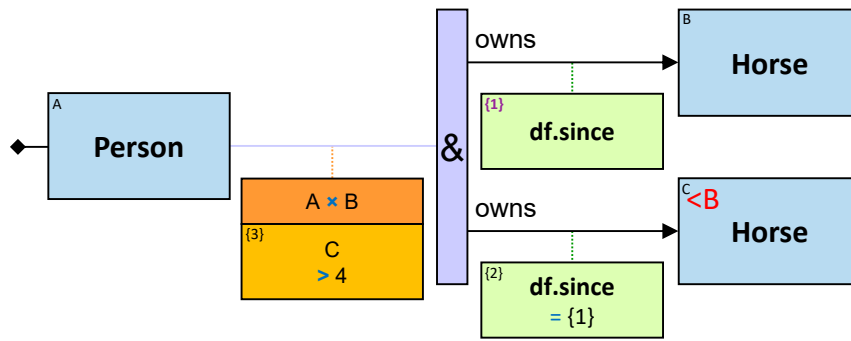 A
Person
A × B
{3}
C
> 4
&
owns
B
Horse
{1}
df.since
owns
C
<B
Horse
{2}
df.since
= {1}